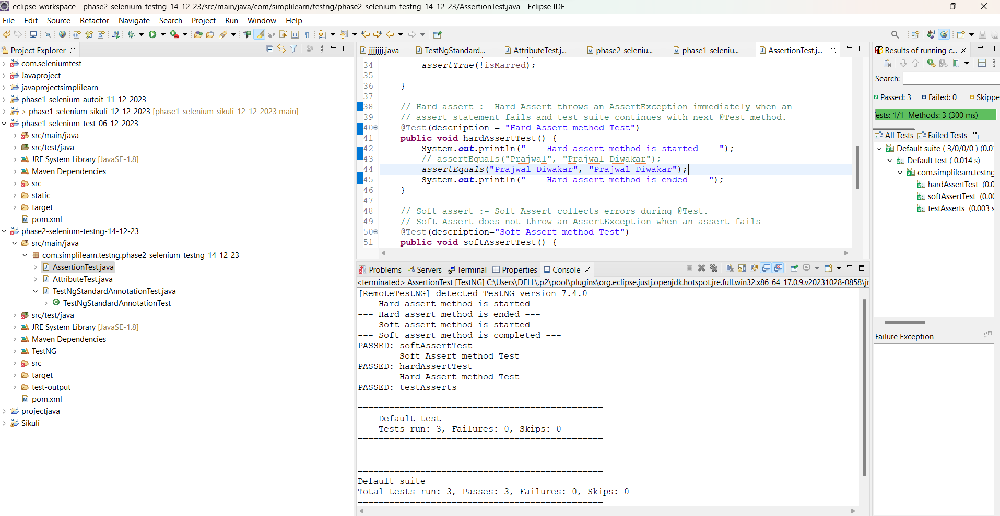 eclipse-workspace - phase2-selenium-testng-14-12-23/src/main/java/com/simplilearn/testng/phase2_selenium_testng_14_12_23/AssertionTest.java - Eclipse IDE
File Edit Source Refactor Navigate Search Project Run Window Help
Project Explorer
com.seleniumtest
Javaproject
javaprojectsimplilearn
phase1-selenium-autoit-11-12-2023
> phase1-selenium-sikuli-12-12-2023 [phase1-selenium-sikuli-12-12-2023 main]
phase1-selenium-test-06-12-2023
src/main/java
src/test/java
JRE System Library [JavaSE-1.8]
Maven Dependencies
src
static
target
pom.xml
phase2-selenium-testng-14-12-23
src/main/java
com.simplilearn.testng.phase2_selenium_testng_14_12_23
AssertionTest.java
AttributeTest.java
TestNgStandardAnnotationTest.java
TestNgStandardAnnotationTest
src/test/java
JRE System Library [JavaSE-1.8]
Maven Dependencies
TestNG
src
target
test-output
pom.xml
projectjava
Sikuli
jjjjjjj.java TestNgStandard... AttributeTest.j... phase2-seleniu... phase1-seleniu... AssertionTest.j...
34 assertTrue(!isMarred);
35
36 }
37
38 // Hard assert :  Hard Assert throws an AssertException immediately when an
39 // assert statement fails and test suite continues with next @Test method.
40 @Test(description = "Hard Assert method Test")
41 public void hardAssertTest() {
42 System.out.println("--- Hard assert method is started ---");
43 // assertEquals("Prajwal", "Prajwal Diwakar");
44 assertEquals("Prajwal Diwakar", "Prajwal Diwakar");
45 System.out.println("--- Hard assert method is ended ---");
46 }
47
48 // Soft assert :- Soft Assert collects errors during @Test.
49 // Soft Assert does not throw an AssertException when an assert fails
50 @Test(description="Soft Assert method Test")
51 public void softAssertTest() {
Problems Servers Terminal Properties Console
<terminated> AssertionTest [TestNG] C:\Users\DELL\.p2\pool\plugins\org.eclipse.justj.openjdk.hotspot.jre.full.win32.x86_64_17.0.9.v20231028-0858\jr
[RemoteTestNG] detected TestNG version 7.4.0
--- Hard assert method is started ---
--- Hard assert method is ended ---
--- Soft assert method is started ---
--- Soft assert method is completed ---
PASSED: softAssertTest
Soft Assert method Test
PASSED: hardAssertTest
Hard Assert method Test
PASSED: testAsserts
===============================================
Default test
Tests run: 3, Failures: 0, Skips: 0
===============================================
===============================================
Default suite
Total tests run: 3, Passes: 3, Failures: 0, Skips: 0
===============================================
Results of running c...
Search:
Passed: 3 Failed: 0 Skippe
ests: 1/1 Methods: 3 (300 ms)
All Tests Failed Tests »1
Default suite ( 3/0/0/0 ) (0.0
Default test ( 0.014 s)
com.simplilearn.testng
hardAssertTest (0.0
softAssertTest (0.00
testAsserts (0.003 s
Failure Exception